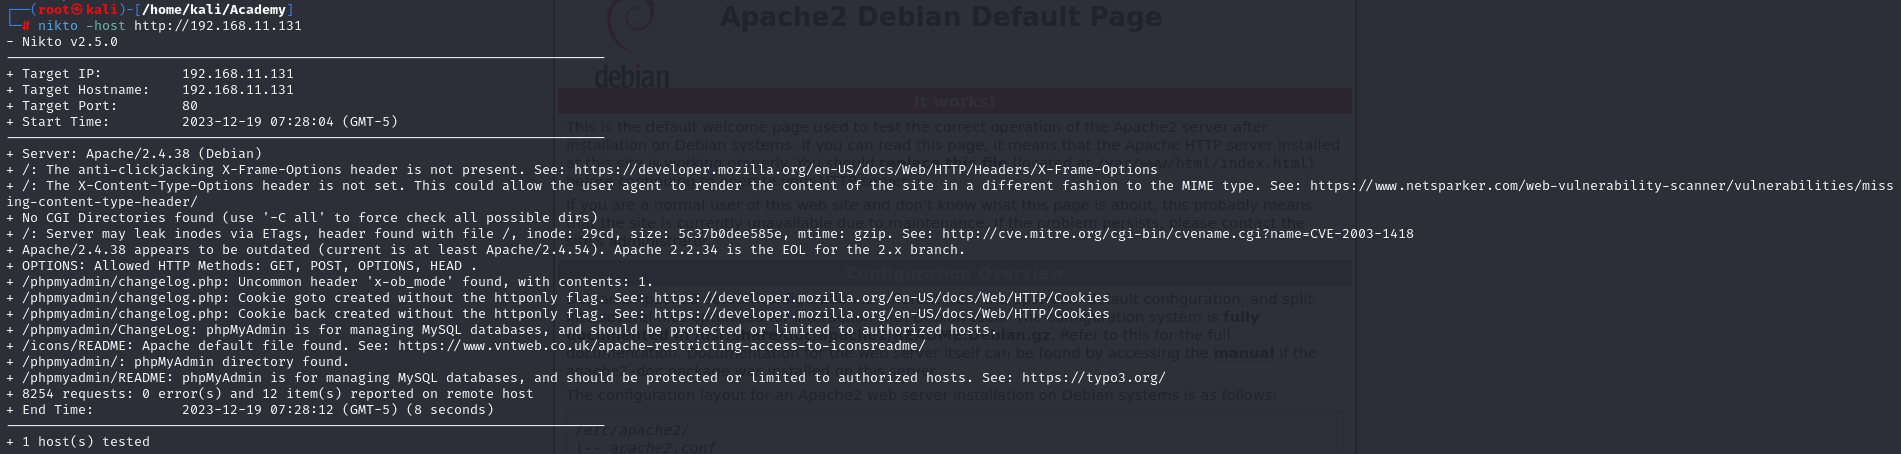 ┌──(root㉿kali)-[/home/kali/Academy]
└─# nikto -host http://192.168.11.131
- Nikto v2.5.0
+ Target IP:          192.168.11.131
+ Target Hostname:    192.168.11.131
+ Target Port:        80
+ Start Time:         2023-12-19 07:28:04 (GMT-5)
+ Server: Apache/2.4.38 (Debian)
+ /: The anti-clickjacking X-Frame-Options header is not present. See: https://developer.mozilla.org/en-US/docs/Web/HTTP/Headers/X-Frame-Options
+ /: The X-Content-Type-Options header is not set. This could allow the user agent to render the content of the site in a different fashion to the MIME type. See: https://www.netsparker.com/web-vulnerability-scanner/vulnerabilities/miss
ing-content-type-header/
+ No CGI Directories found (use '-C all' to force check all possible dirs)
+ /: Server may leak inodes via ETags, header found with file /, inode: 29cd, size: 5c37b0dee585e, mtime: gzip. See: http://cve.mitre.org/cgi-bin/cvename.cgi?name=CVE-2003-1418
+ Apache/2.4.38 appears to be outdated (current is at least Apache/2.4.54). Apache 2.2.34 is the EOL for the 2.x branch.
+ OPTIONS: Allowed HTTP Methods: GET, POST, OPTIONS, HEAD .
+ /phpmyadmin/changelog.php: Uncommon header 'x-ob_mode' found, with contents: 1.
+ /phpmyadmin/changelog.php: Cookie goto created without the httponly flag. See: https://developer.mozilla.org/en-US/docs/Web/HTTP/Cookies
+ /phpmyadmin/changelog.php: Cookie back created without the httponly flag. See: https://developer.mozilla.org/en-US/docs/Web/HTTP/Cookies
+ /phpmyadmin/ChangeLog: phpMyAdmin is for managing MySQL databases, and should be protected or limited to authorized hosts.
+ /icons/README: Apache default file found. See: https://www.vntweb.co.uk/apache-restricting-access-to-iconsreadme/
+ /phpmyadmin/: phpMyAdmin directory found.
+ /phpmyadmin/README: phpMyAdmin is for managing MySQL databases, and should be protected or limited to authorized hosts. See: https://typo3.org/
+ 8254 requests: 0 error(s) and 12 item(s) reported on remote host
+ End Time:           2023-12-19 07:28:12 (GMT-5) (8 seconds)
+ 1 host(s) tested
Apache2 Debian Default Page
debian
It works!
This is the default welcome page used to test the correct operation of the Apache2 server after
installation on Debian systems. If you can read this page, it means that the Apache HTTP server installed
If you are a normal user of this web site and don't know what this page is about, this probably means
the site is currently unavailable due to maintenance. If the problem persists, please contact the
Configuration Overview
The configuration layout for an Apache2 web server installation on Debian systems is as follows:
/etc/apache2/
|-- apache2.conf